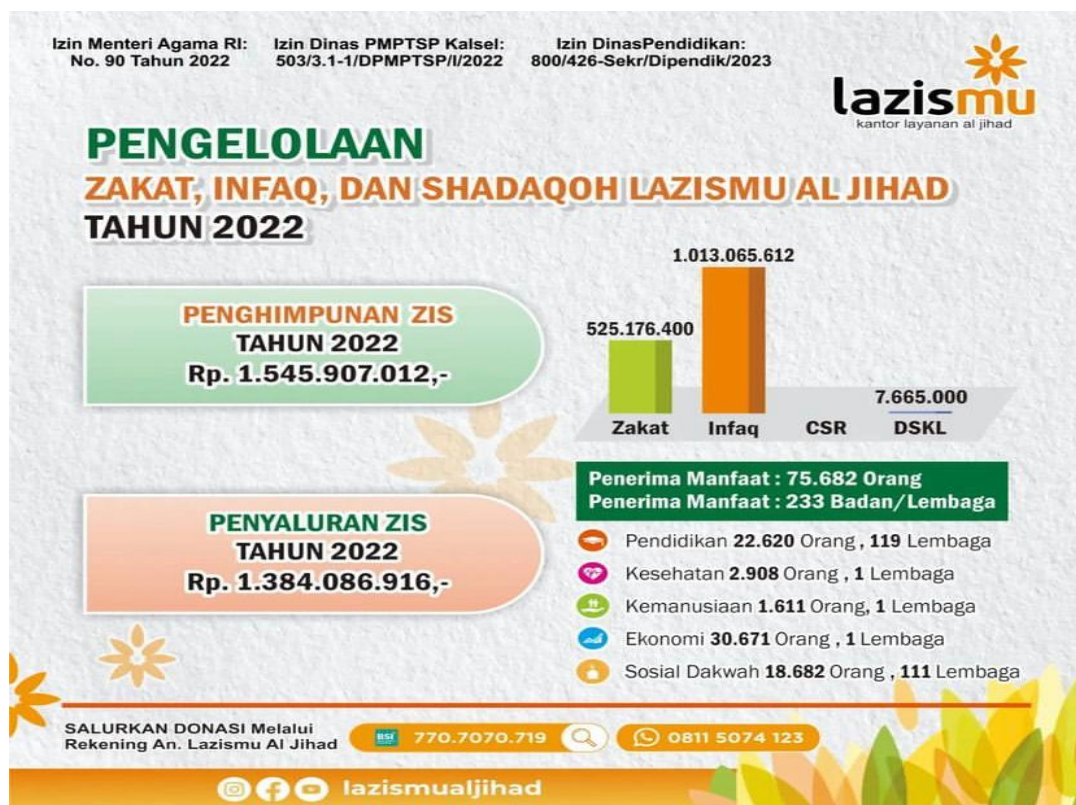 Izin Menteri Agama RI:
No. 90 Tahun 2022
Izin Dinas PMPTSP Kalsel:
503/3.1-1/DPMPTSP/I/2022
Izin DinasPendidikan:
800/426-Sekr/Dipendik/2023
lazismu
kantor layanan al jihad
PENGELOLAAN
ZAKAT, INFAQ, DAN SHADAQOH LAZISMU AL JIHAD
TAHUN 2022
PENGHIMPUNAN ZIS
TAHUN 2022
Rp. 1.545.907.012,-
1.013.065.612
525.176.400
7.665.000
Zakat Infaq CSR DSKL
PENYALURAN ZIS
TAHUN 2022
Rp. 1.384.086.916,-
Penerima Manfaat : 75.682 Orang
Penerima Manfaat : 233 Badan/Lembaga
Pendidikan 22.620 Orang , 119 Lembaga
Kesehatan 2.908 Orang , 1 Lembaga
Kemanusiaan 1.611 Orang, 1 Lembaga
Ekonomi 30.671 Orang , 1 Lembaga
Sosial Dakwah 18.682 Orang , 111 Lembaga
SALURKAN DONASI Melalui
Rekening An. Lazismu Al Jihad
BSI 770.7070.719
0811 5074 123
lazismualjihad